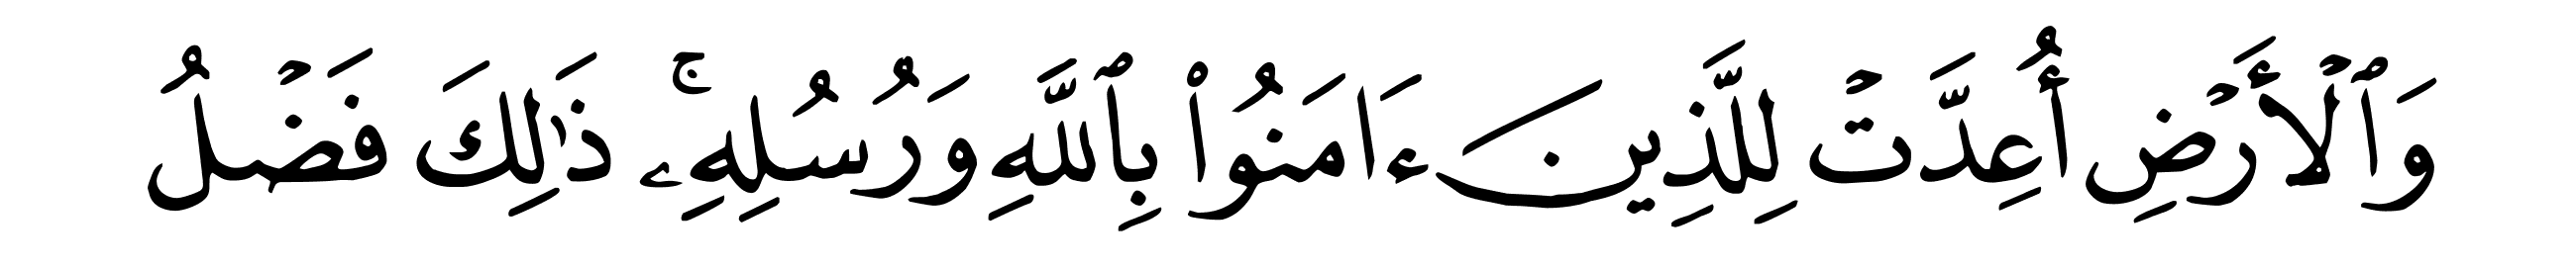 وَٱلۡأَرۡضِ أُعِدَّتۡ لِلَّذِينَ ءَامَنُواْ بِٱللَّهِ وَرُسُلِهِۦۚ ذَٰلِكَ فَضۡلُ